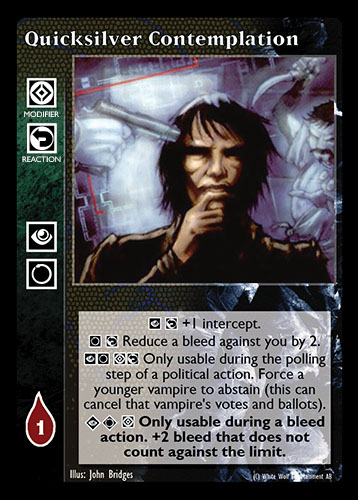 Quicksilver Contemplation
MODIFIER
REACTION
+1 intercept.
Reduce a bleed against you by 2.
Only usable during the polling
step of a political action. Force a
younger vampire to abstain (this can
cancel that vampire's votes and ballots).
Only usable during a bleed
action. +2 bleed that does not
count against the limit.
1
Illus: John Bridges
(C) White Wolf Entertainment AB